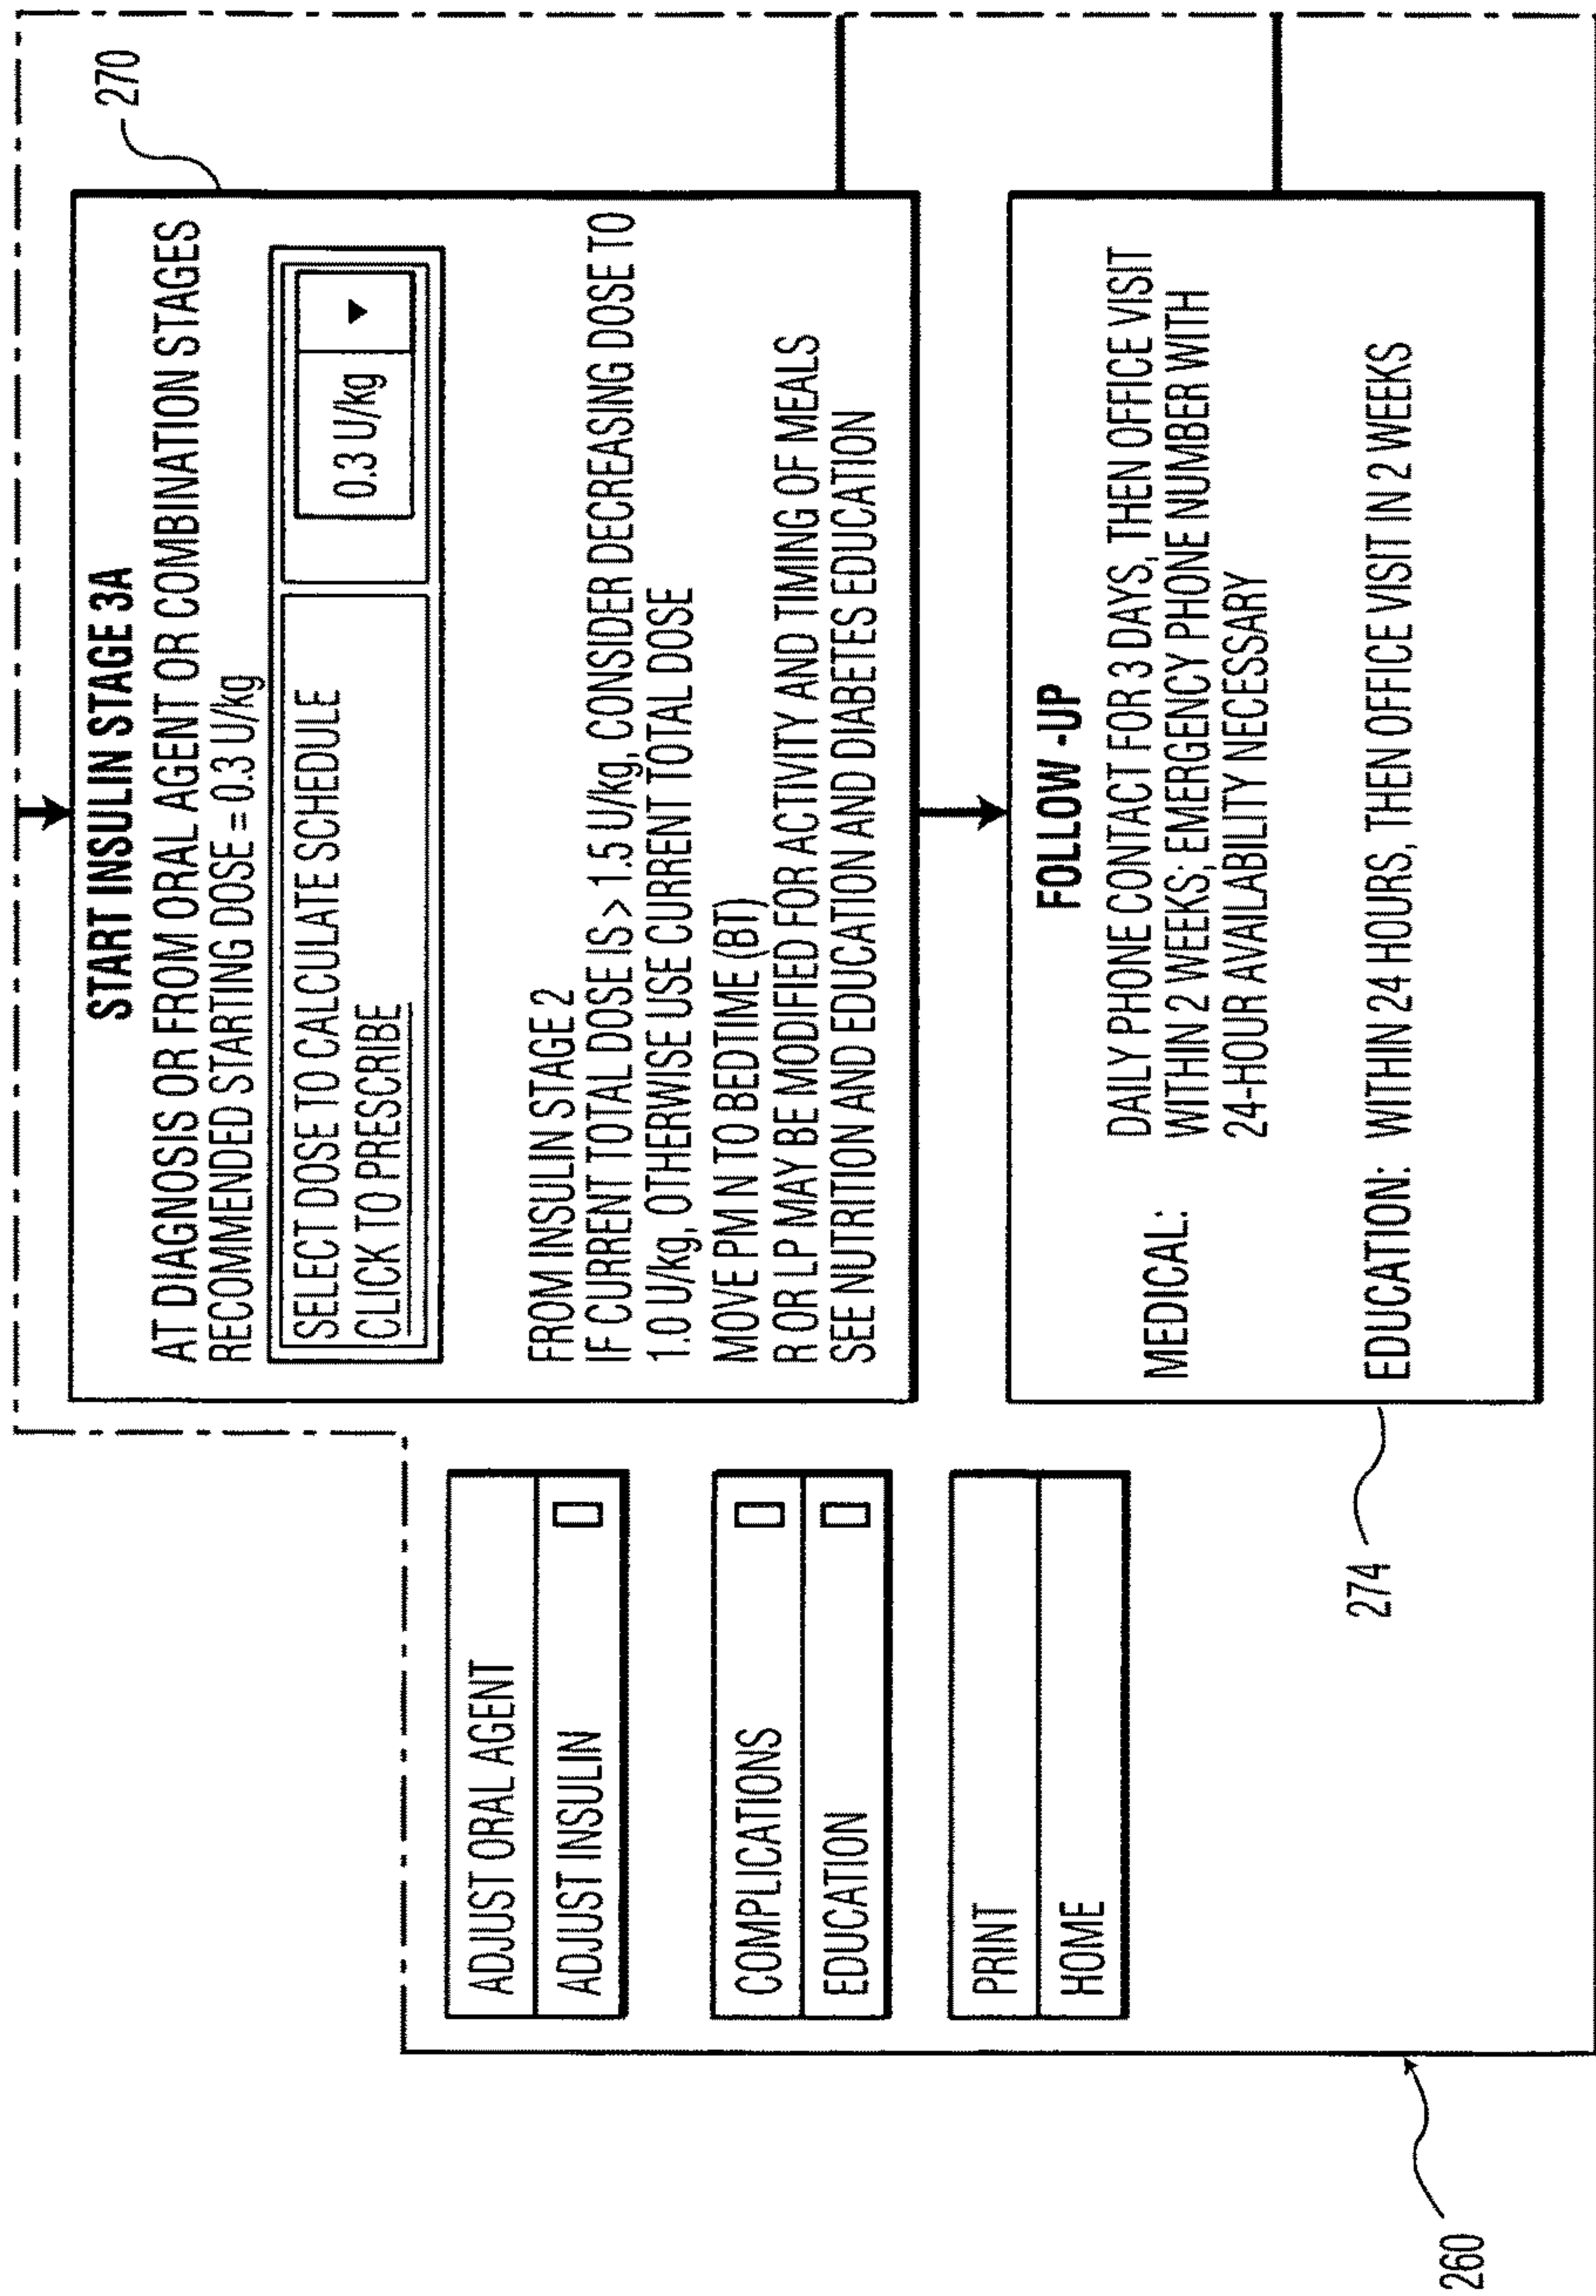 START INSULIN STAGE 3A
AT DIAGNOSIS OR FROM ORAL AGENT OR COMBINATION STAGES
RECOMMENDED STARTING DOSE = 0.3 U/kg
SELECT DOSE TO CALCULATE SCHEDULE
CLICK TO PRESCRIBE
0.3 U/kg
FROM INSULIN STAGE 2
IF CURRENT TOTAL DOSE IS > 1.5 U/kg, CONSIDER DECREASING DOSE TO
1.0 U/kg, OTHERWISE USE CURRENT TOTAL DOSE
MOVE PM N TO BEDTIME (BT)
R OR LP MAY BE MODIFIED FOR ACTIVITY AND TIMING OF MEALS
SEE NUTRITION AND EDUCATION AND DIABETES EDUCATION
270
ADJUST ORAL AGENT
ADJUST INSULIN
COMPLICATIONS
EDUCATION
PRINT
HOME
FOLLOW -UP
MEDICAL: DAILY PHONE CONTACT FOR 3 DAYS, THEN OFFICE VISIT
WITHIN 2 WEEKS; EMERGENCY PHONE NUMBER WITH
24-HOUR AVAILABILITY NECESSARY
EDUCATION: WITHIN 24 HOURS, THEN OFFICE VISIT IN 2 WEEKS
274
260